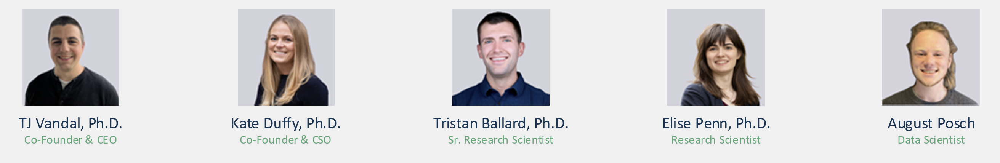 TJ Vandal, Ph.D.
Co-Founder & CEO
Kate Duffy, Ph.D.
Co-Founder & CSO
Tristan Ballard, Ph.D.
Sr. Research Scientist
Elise Penn, Ph.D.
Research Scientist
August Posch
Data Scientist